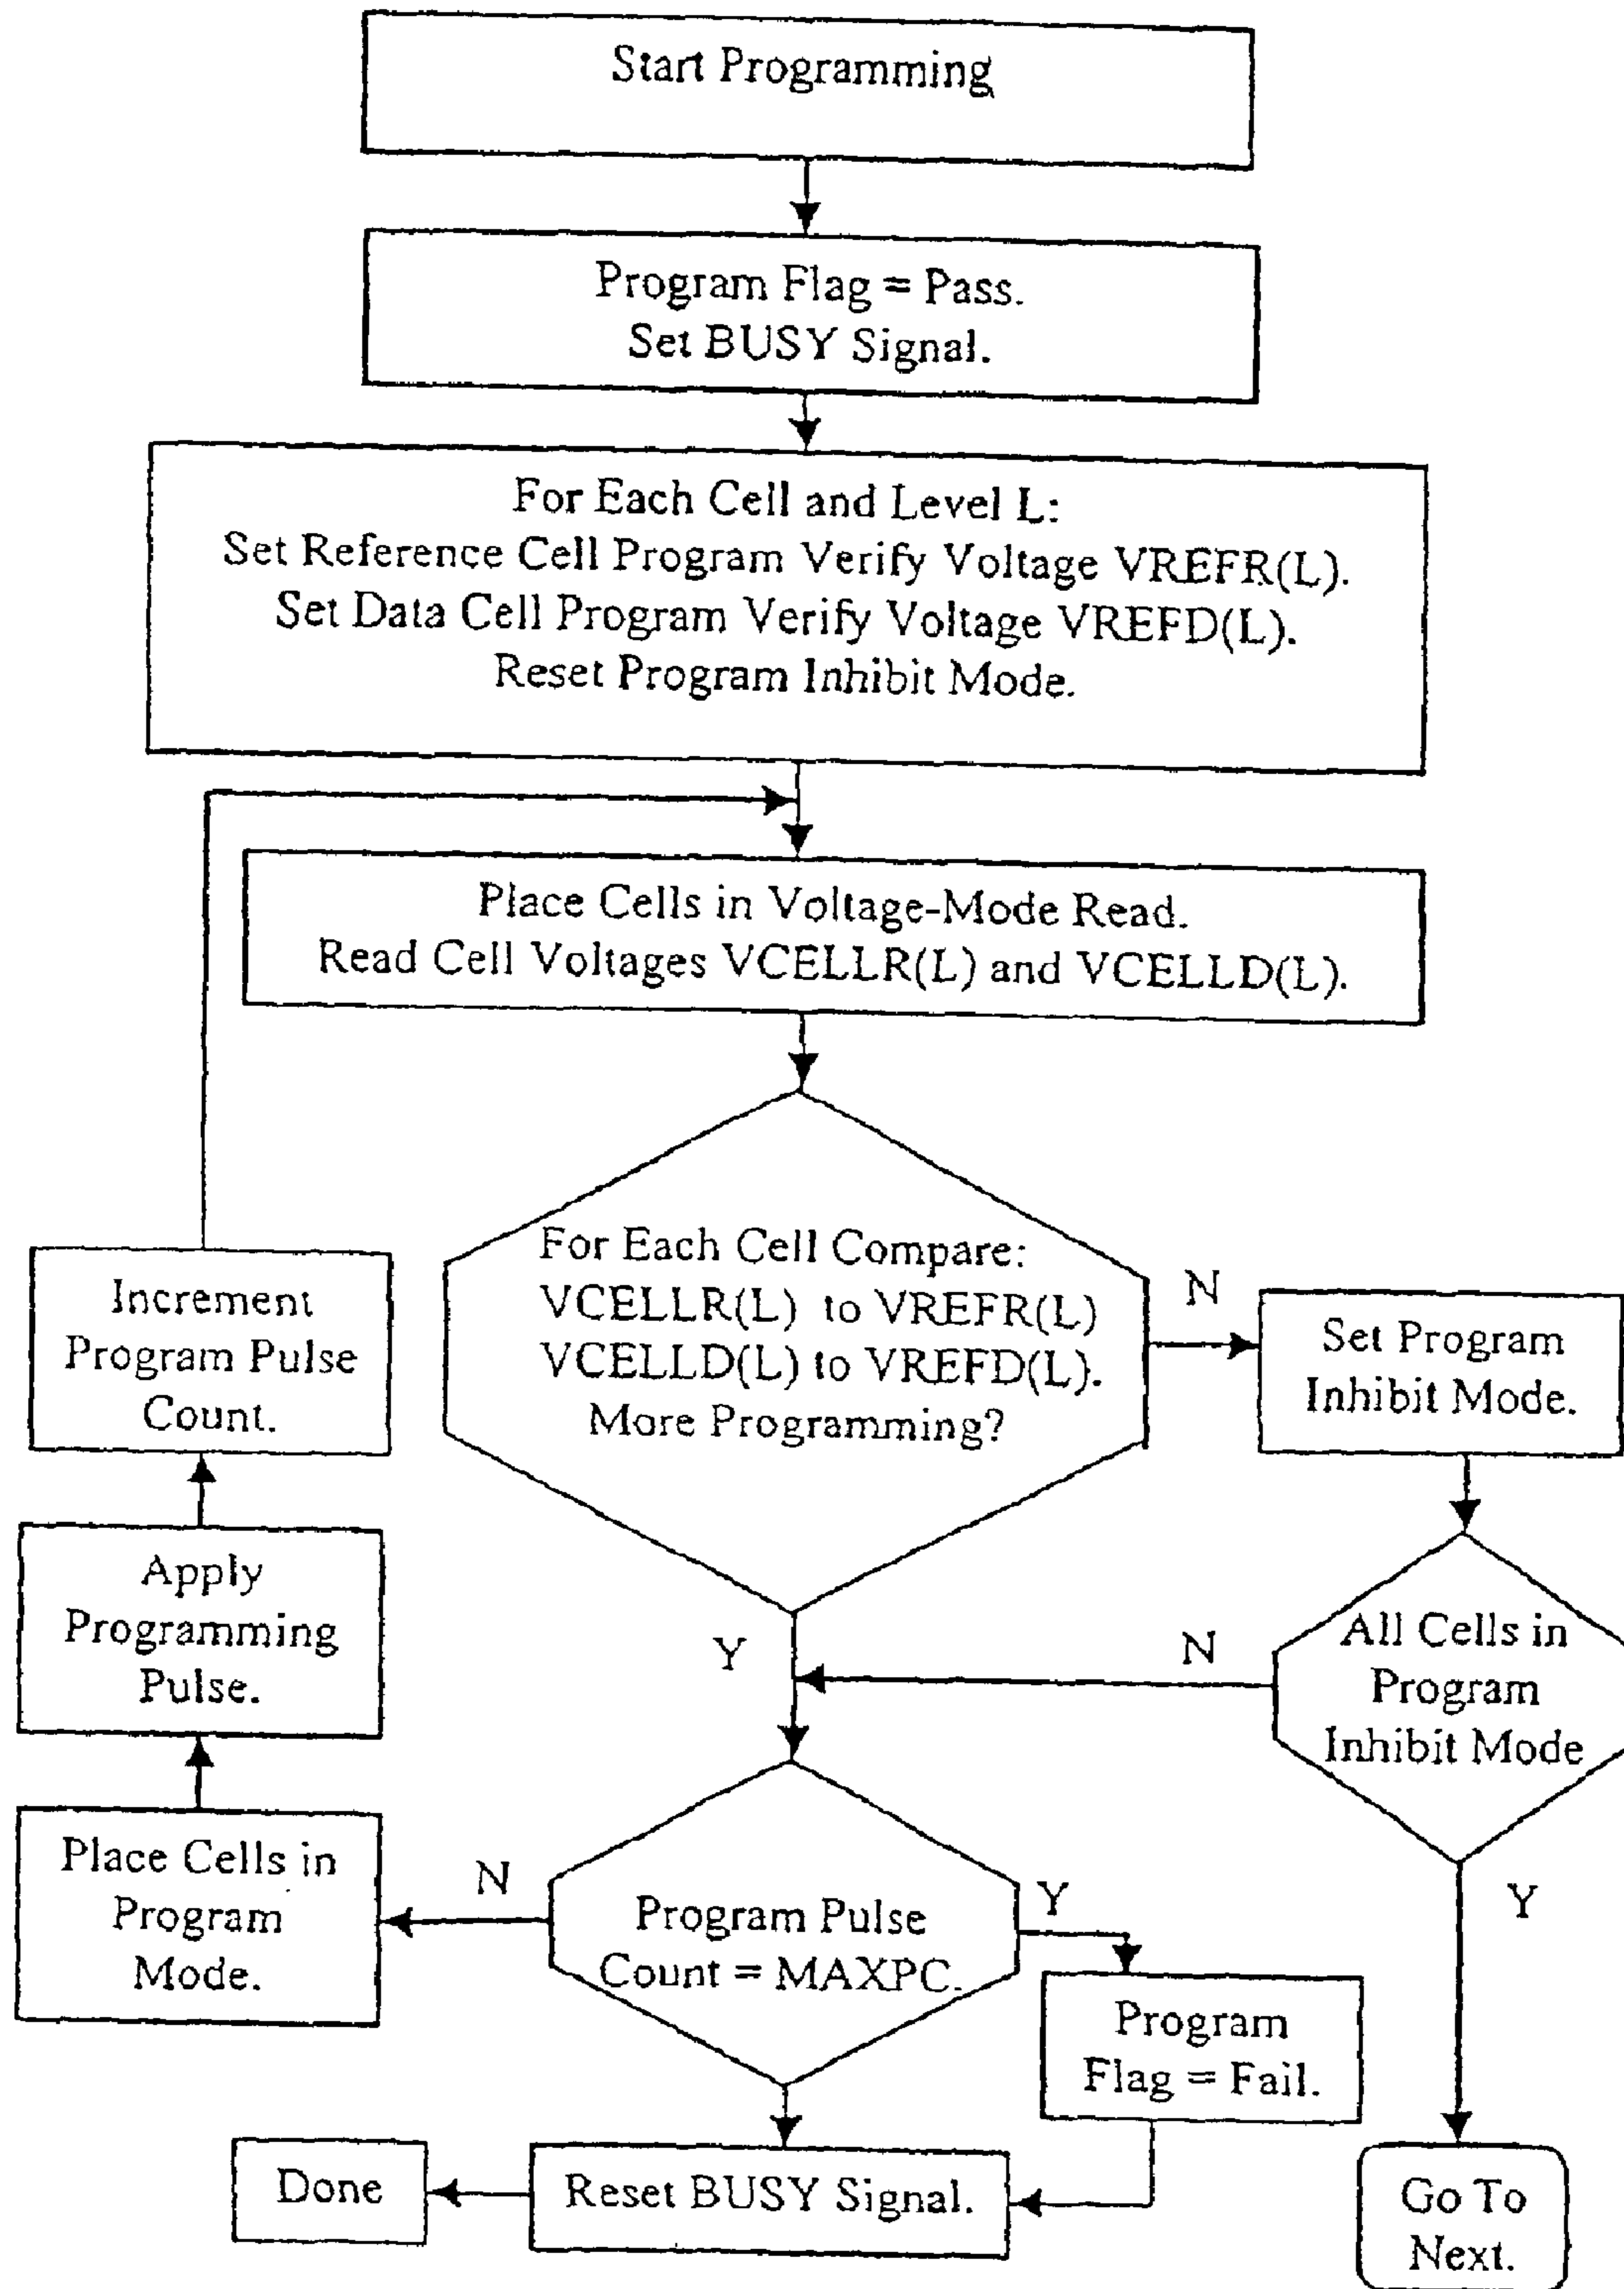 Start Programming
Program Flag = Pass.
Set BUSY Signal.
For Each Cell and Level L:
Set Reference Cell Program Verify Voltage VREFR(L).
Set Data Cell Program Verify Voltage VREFD(L).
Reset Program Inhibit Mode.
Place Cells in Voltage-Mode Read.
Read Cell Voltages VCELLR(L) and VCELLD(L).
For Each Cell Compare:
VCELLR(L) to VREFR(L)
VCELLD(L) to VREFD(L).
More Programming?
N
Set Program
Inhibit Mode.
Increment
Program Pulse
Count.
Apply
Programming
Pulse.
Y
N
All Cells in
Program
Inhibit Mode
Place Cells in
Program
Mode.
N
Program Pulse
Count = MAXPC.
Y
Y
Program
Flag = Fail.
Done
Reset BUSY Signal.
Go To
Next.